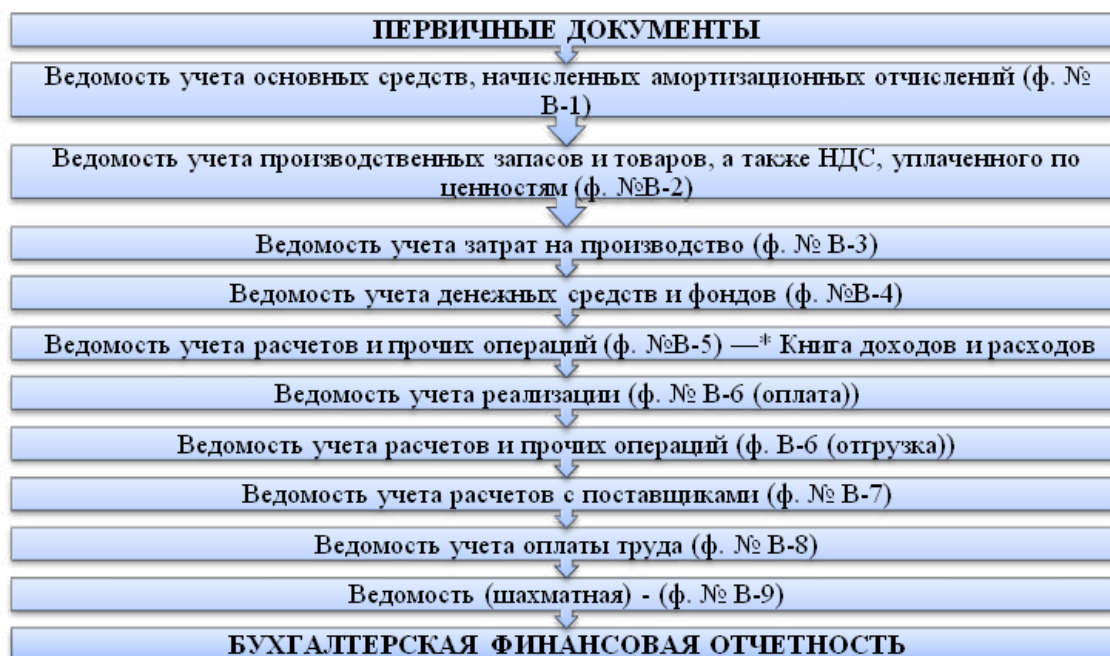 ПЕРВИЧНЫЕ ДОКУМЕНТЫ
Ведомость учета основных средств, начисленных амортизационных отчислений (ф. №
В-1)
Ведомость учета производственных запасов и товаров, а также НДС, уплаченного по
ценностям (ф. №В-2)
Ведомость учета затрат на производство (ф. № В-3)
Ведомость учета денежных средств и фондов (ф. №В-4)
Ведомость учета расчетов и прочих операций (ф. №В-5) —* Книга доходов и расходов
Ведомость учета реализации (ф. № В-6 (оплата))
Ведомость учета расчетов и прочих операций (ф. В-6 (отгрузка))
Ведомость учета расчетов с поставщиками (ф. № В-7)
Ведомость учета оплаты труда (ф. № В-8)
Ведомость (шахматная) - (ф. № В-9)
БУХГАЛТЕРСКАЯ ФИНАНСОВАЯ ОТЧЕТНОСТЬ